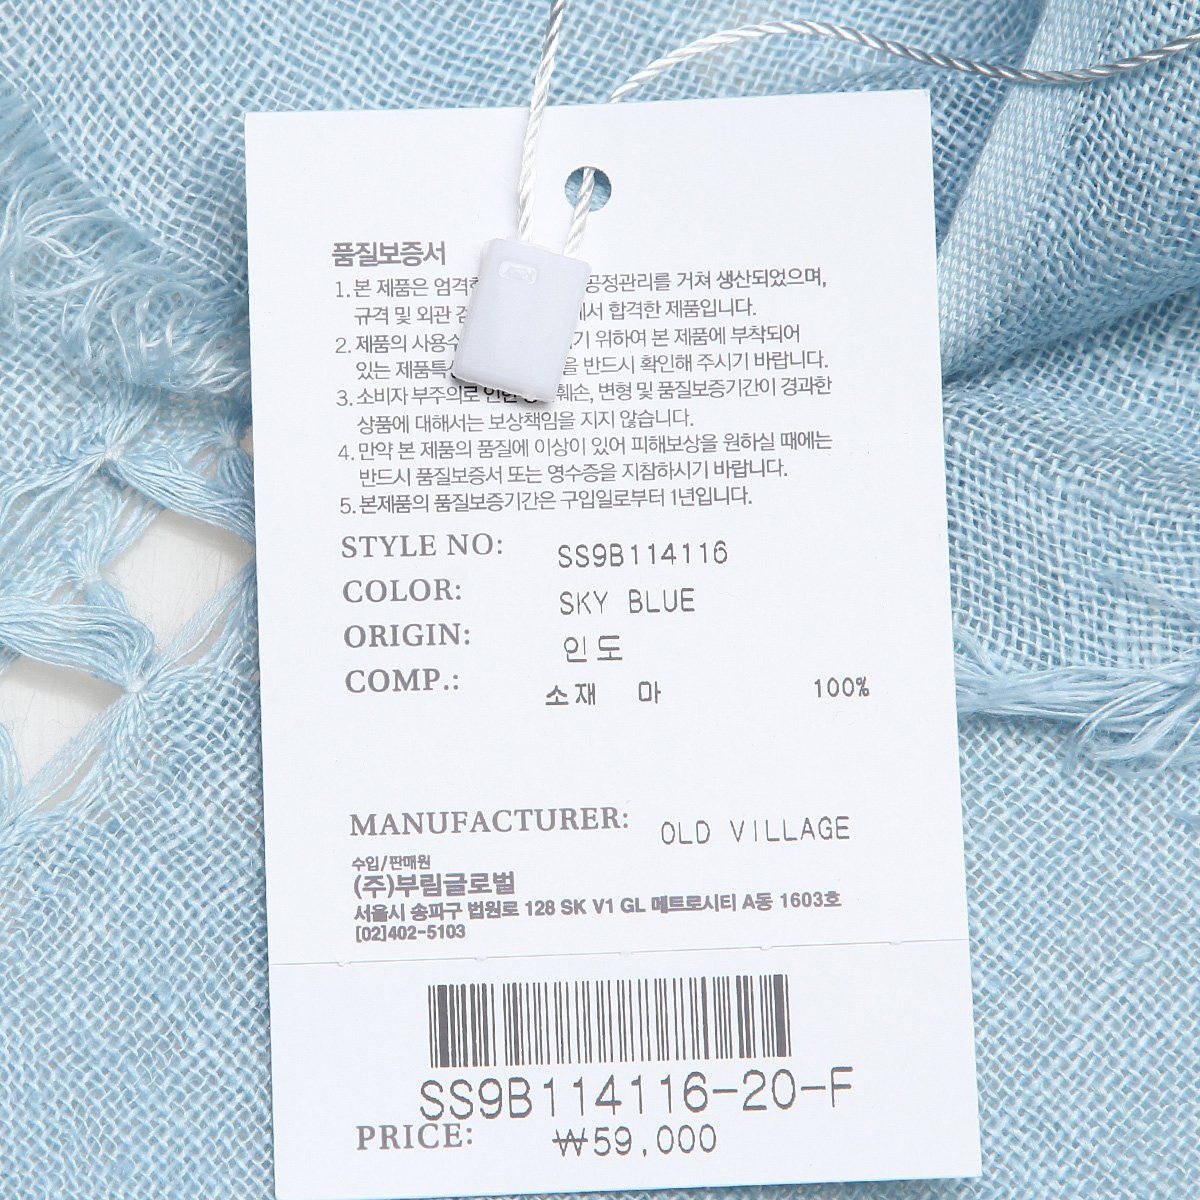 품질보증서
1. 본 제품은 엄격한 공정관리를 거쳐 생산되었으며,
규격 및 외관 검 에서 합격한 제품입니다.
2. 제품의 사용 기 위하여 본 제품에 부착되어
있는 제품특 을 반드시 확인해 주시기 바랍니다.
3. 소비자 부주의로 인한 훼손, 변형 및 품질보증기간이 경과한
상품에 대해서는 보상책임을 지지 않습니다.
4. 만약 본 제품의 품질에 이상이 있어 피해보상을 원하실 때에는
반드시 품질보증서 또는 영수증을 지참하시기 바랍니다.
5. 본제품의 품질보증기간은 구입일로부터 1년입니다.
STYLE NO: SS9B114116
COLOR: SKY BLUE
ORIGIN: 인도
COMP.: 소재 마 100%
MANUFACTURER: OLD VILLAGE
수입/판매원
(주)부림글로벌
서울시 송파구 법원로 128 SK V1 GL 메트로시티 A동 1603호
[02]402-5103
SS9B114116-20-F
PRICE: ₩59,000